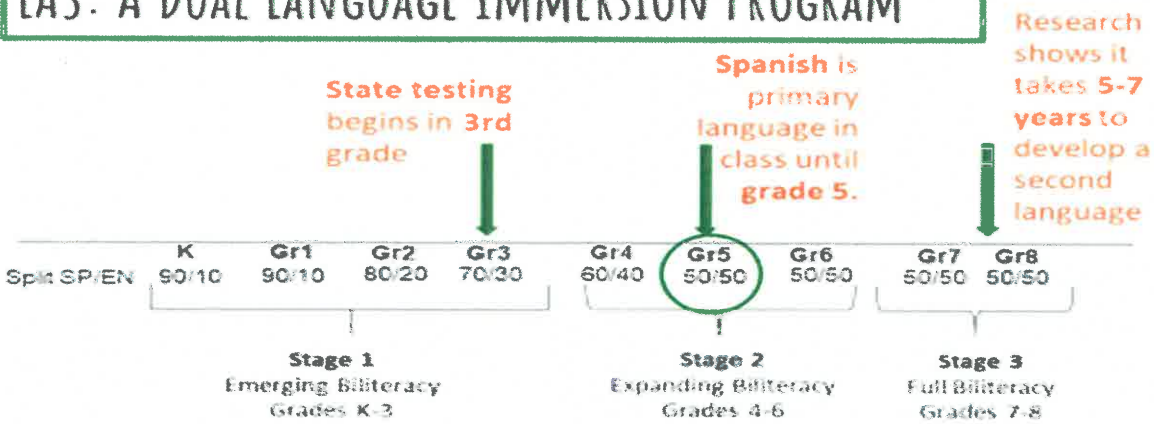 EAS: A DUAL LANGUAGE IMMERSION PROGRAM
State testing
begins in 3rd
grade
Spanish is
primary
language in
class until
grade 5.
Research
shows it
takes 5-7
years to
develop a
second
language
K Gr1 Gr2 Gr3 Gr4 Gr5 Gr6 Gr7 Gr8
Split SP/EN 90/10 90/10 80/20 70/30 60/40 50/50 50/50 50/50 50/50
Stage 1
Emerging Biliteracy
Grades K-3
Stage 2
Expanding Biliteracy
Grades 4-6
Stage 3
Full Biliteracy
Grades 7-8